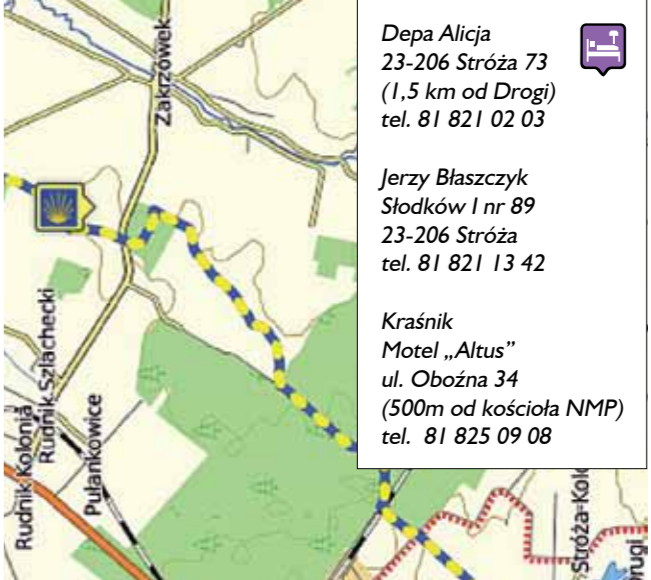 Depa Alicja
23-206 Stróża 73
(1,5 km od Drogi)
tel. 81 821 02 03
Jerzy Błaszczyk
Słodków I nr 89
23-206 Stróża
tel. 81 821 13 42
Kraśnik
Motel „Altus”
ul. Oboźna 34
(500m od kościoła NMP)
tel. 81 825 09 08
Zakrzówek
Rudnik Szlachecki
Rudnik Kolonia
Pułankowice